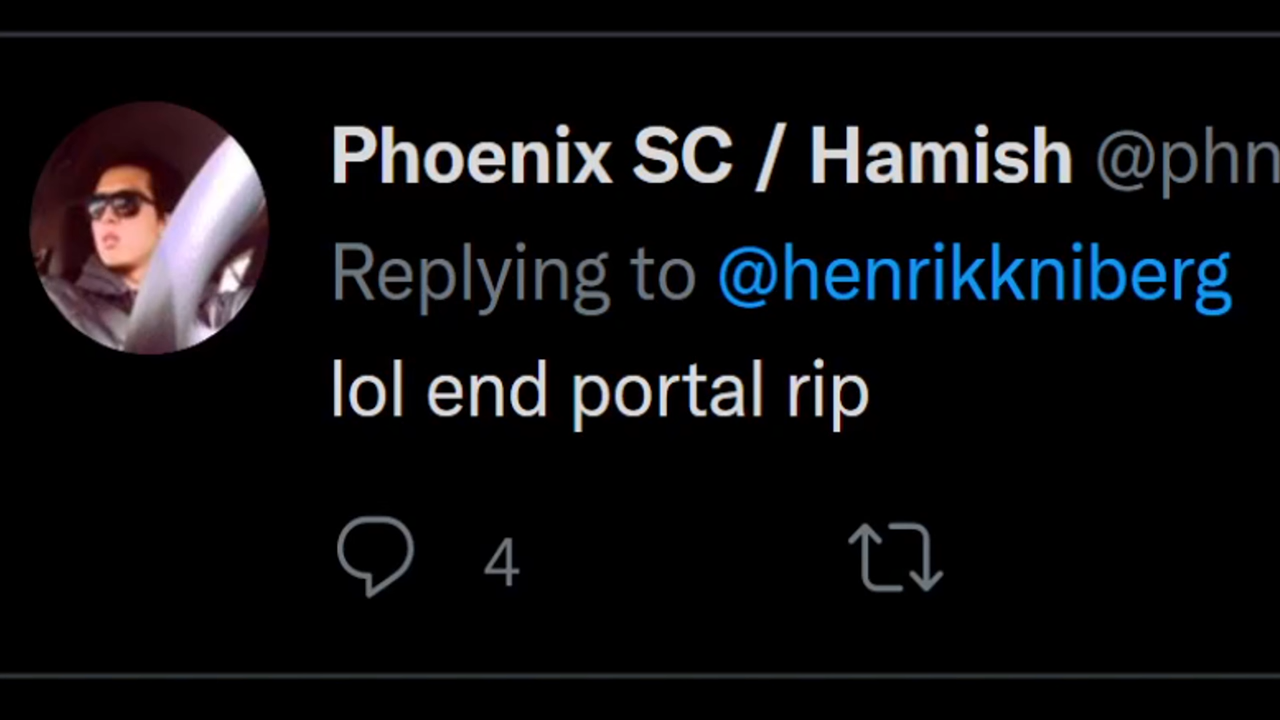 Phoenix SC / Hamish @phn
Replying to @henrikkniberg
lol end portal rip
4